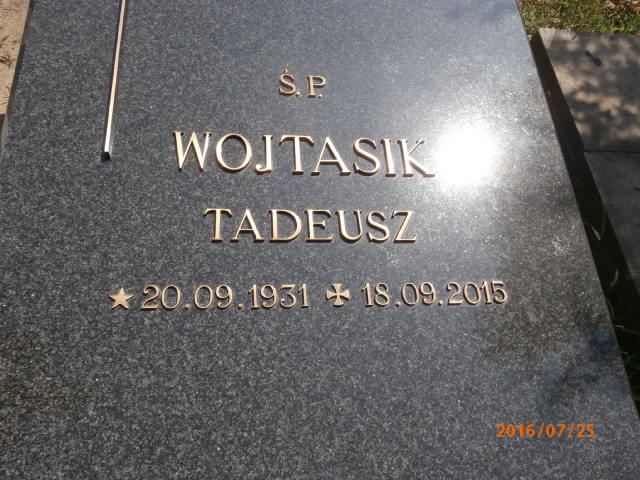 Ś.P.
WOJTASIK
TADEUSZ
★ 20.09.1931 ✠ 18.09.2015
2016/07/25